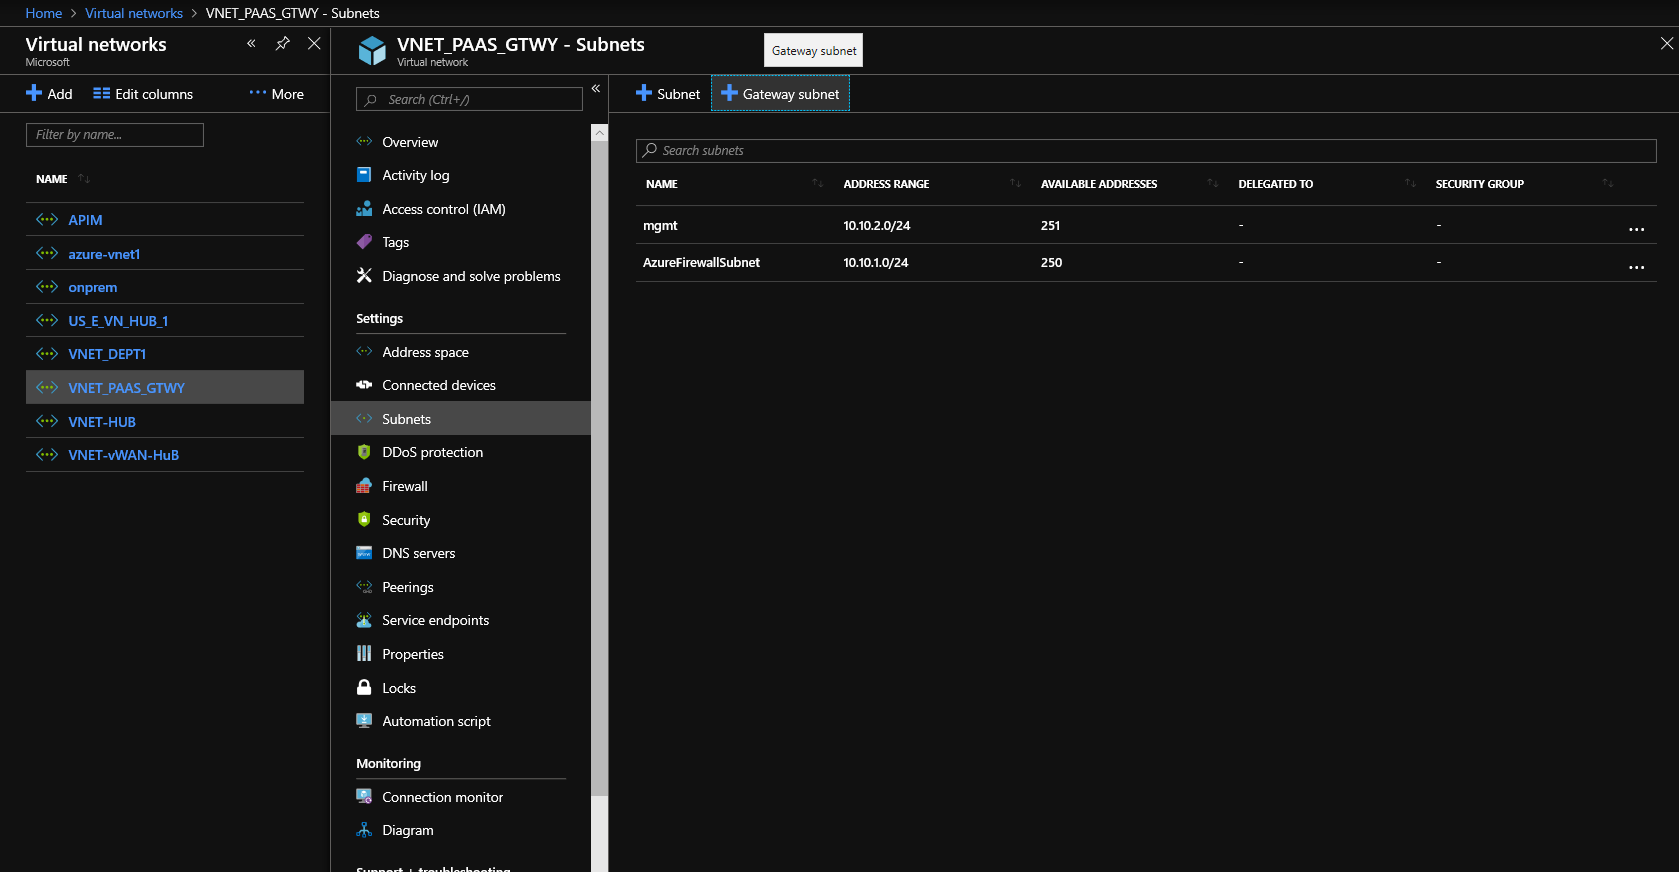 Home > Virtual networks > VNET_PAAS_GTWY - Subnets
Virtual networks
Microsoft
Add
Edit columns
More
Filter by name...
NAME
APIM
azure-vnet1
onprem
US_E_VN_HUB_1
VNET_DEPT1
VNET_PAAS_GTWY
VNET-HUB
VNET-vWAN-HuB
VNET_PAAS_GTWY - Subnets
Virtual network
Search (Ctrl+/)
Overview
Activity log
Access control (IAM)
Tags
Diagnose and solve problems
Settings
Address space
Connected devices
Subnets
DDoS protection
Firewall
Security
DNS servers
Peerings
Service endpoints
Properties
Locks
Automation script
Monitoring
Connection monitor
Diagram
Support + troubleshooting
Gateway subnet
Subnet
Gateway subnet
Search subnets
NAME ADDRESS RANGE AVAILABLE ADDRESSES DELEGATED TO SECURITY GROUP
mgmt 10.10.2.0/24 251 - - ...
AzureFirewallSubnet 10.10.1.0/24 250 - - ...